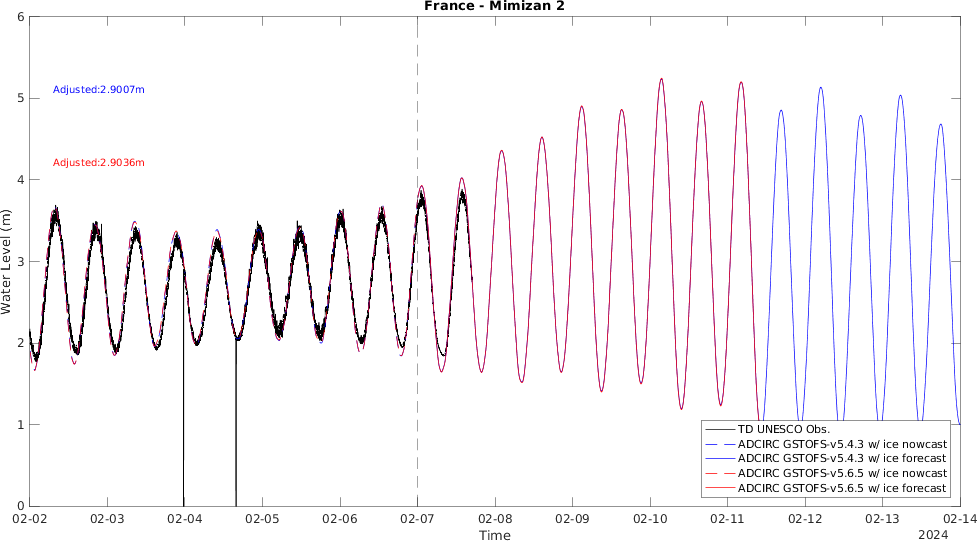 France - Mimizan 2
6
5
4
3
2
1
0
Water Level (m)
Adjusted:2.9007m
Adjusted:2.9036m
TD UNESCO Obs.
ADCIRC GSTOFS-v5.4.3 w/ ice nowcast
ADCIRC GSTOFS-v5.4.3 w/ ice forecast
ADCIRC GSTOFS-v5.6.5 w/ ice nowcast
ADCIRC GSTOFS-v5.6.5 w/ ice forecast
02-02 02-03 02-04 02-05 02-06 02-07 02-08 02-09 02-10 02-11 02-12 02-13 02-14
Time
2024